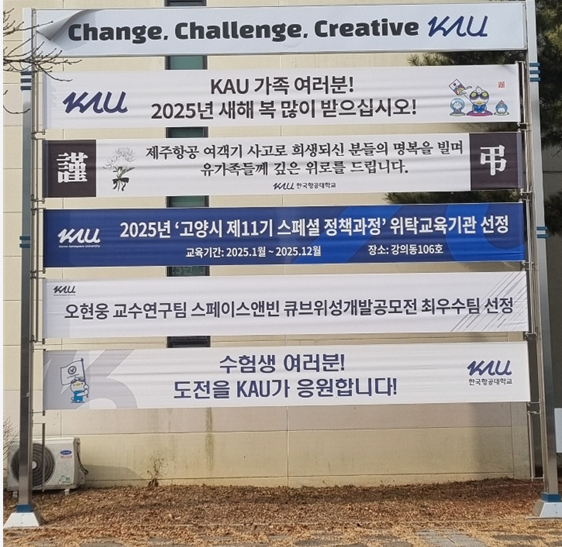 Change. Challenge. Creative KAU
KAU
KAU 가족 여러분!
2025년 새해 복 많이 받으십시오!
謹
제주항공 여객기 사고로 희생되신 분들의 명복을 빌며
유가족들께 깊은 위로를 드립니다.
KAU 한국항공대학교
弔
KAU
2025년 '고양시 제11기 스페셜 정책과정' 위탁교육기관 선정
교육기간: 2025.1월 ~ 2025.12월 장소: 강의동106호
KAU
오현웅 교수연구팀 스페이스앤빈 큐브위성개발공모전 최우수팀 선정
수험생 여러분!
도전을 KAU가 응원합니다!
KAU
한국항공대학교